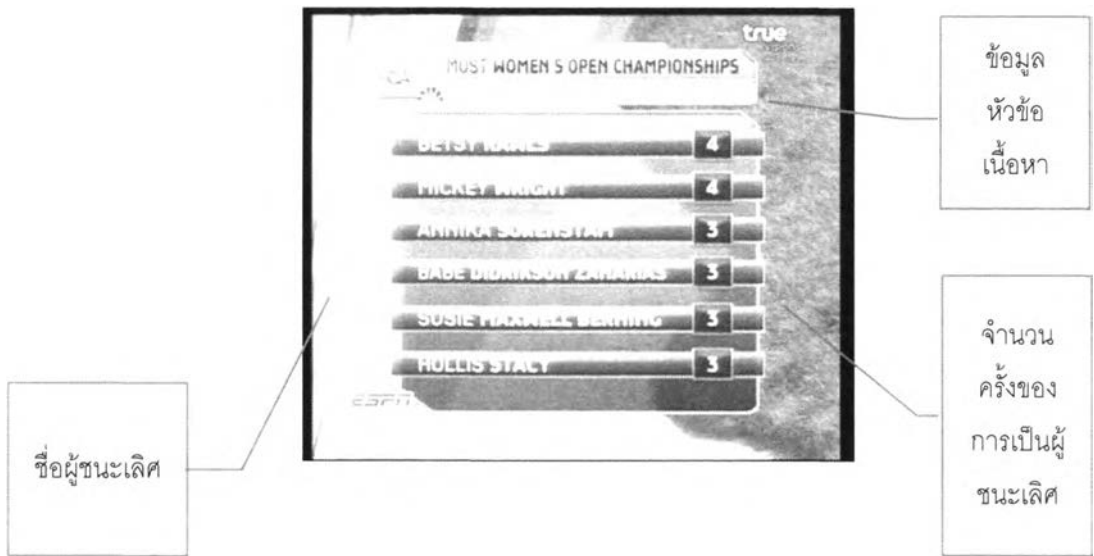 true
MOST WOMEN'S OPEN CHAMPIONSHIPS
BETSY RAWLS 4
MICKEY WRIGHT 4
ANNIKA SORENSTAM 3
BABE DIDRIKSON ZAHARIAS 3
SUSIE MAXWELL BERNING 3
HOLLIS STACY 3
ESPN
ข้อมูล
หัวข้อ
เนื้อหา
จำนวน
ครั้งของ
การเป็นผู้
ชนะเลิศ
ชื่อผู้ชนะเลิศ